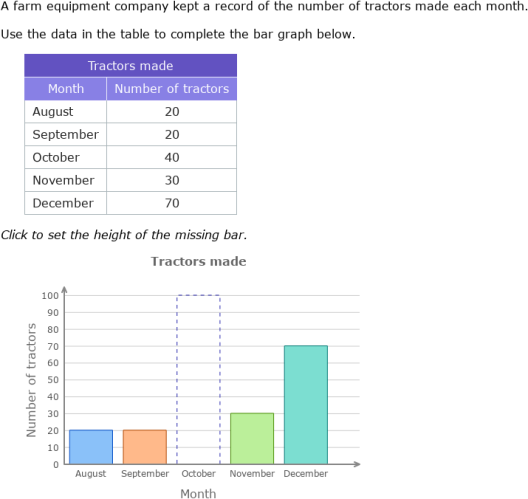 A farm equipment company kept a record of the number of tractors made each month.
Use the data in the table to complete the bar graph below.
Tractors made
Month Number of tractors
August 20
September 20
October 40
November 30
December 70
Click to set the height of the missing bar.
Tractors made
Number of tractors
100
90
80
70
60
50
40
30
20
10
0
August September October November December
Month